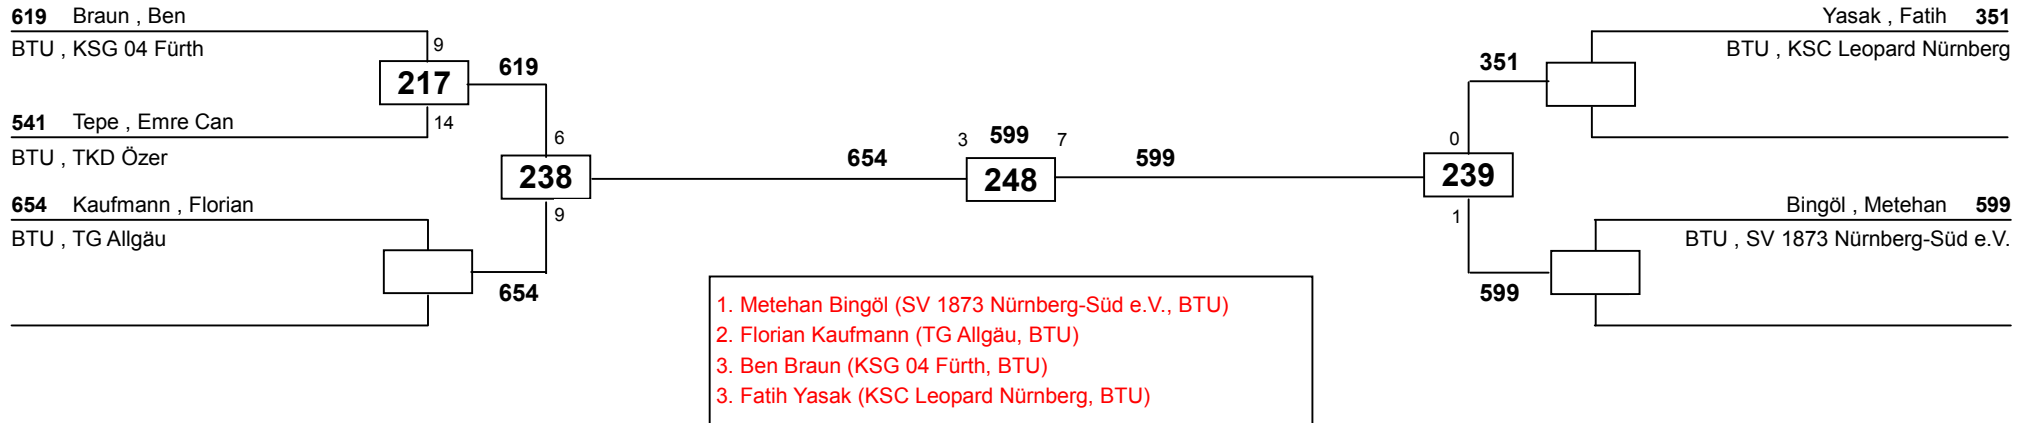 619 Braun , Ben
BTU , KSG 04 Fürth
9
217
619
541 Tepe , Emre Can
14
BTU , TKD Özer
6
238
9
654 Kaufmann , Florian
BTU , TG Allgäu
654
654
3 599 7
248
599
Yasak , Fatih 351
BTU , KSC Leopard Nürnberg
351
0
239
1
Bingöl , Metehan 599
BTU , SV 1873 Nürnberg-Süd e.V.
599
1. Metehan Bingöl (SV 1873 Nürnberg-Süd e.V., BTU)
2. Florian Kaufmann (TG Allgäu, BTU)
3. Ben Braun (KSG 04 Fürth, BTU)
3. Fatih Yasak (KSC Leopard Nürnberg, BTU)